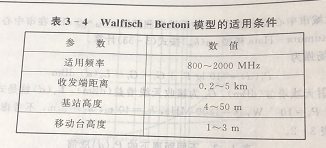 表 3-4 Walfisch-Bertoni 模型的适用条件
参 数 数 值
适用频率 800~2000 MHz
收发端距离 0.2~5 km
基站高度 4~50 m
移动台高度 1~3 m